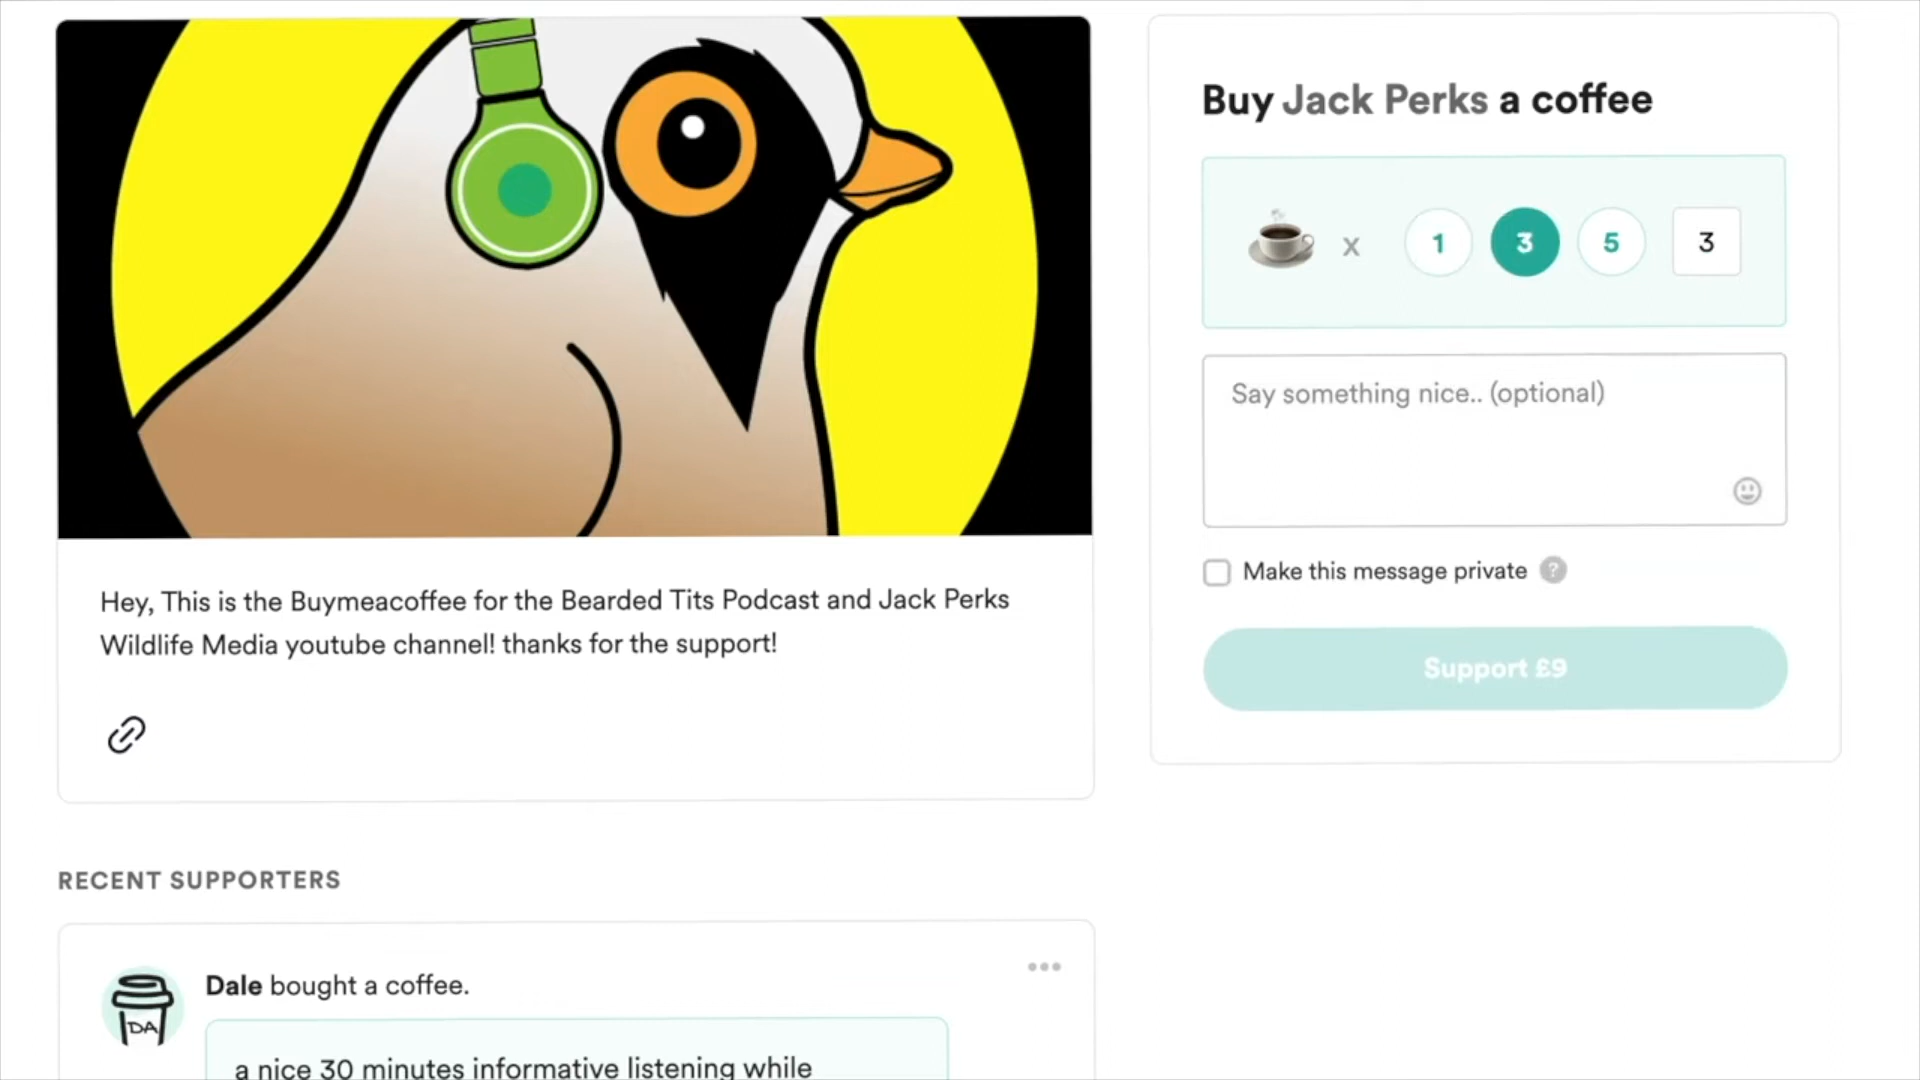 Hey, This is the Buymeacoffee for the Bearded Tits Podcast and Jack Perks
Wildlife Media youtube channel! thanks for the support!
RECENT SUPPORTERS
Dale bought a coffee.
DA
a nice 30 minutes informative listening while
Buy Jack Perks a coffee
x 1 3 5 3
Say something nice.. (optional)
Make this message private ?
Support £9